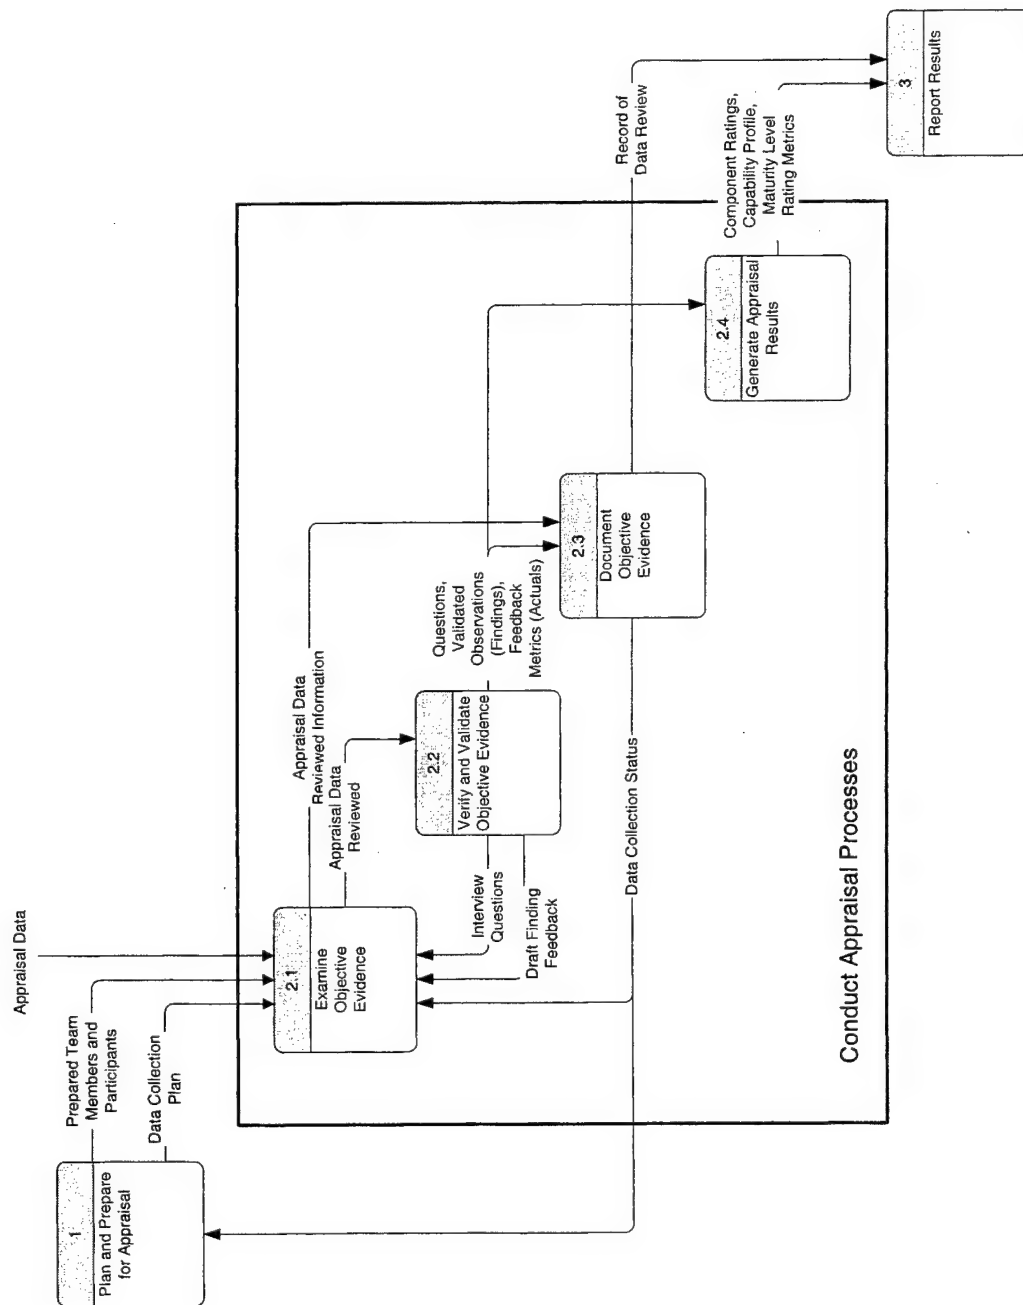 Appraisal Data
1
Plan and Prepare
for Appraisal
Prepared Team
Members and
Participants
Data Collection
Plan
2.1
Examine
Objective
Evidence
Appraisal Data
Reviewed Information
Appraisal Data
Reviewed
Interview
Questions
Draft Finding
Feedback
2.2
Verify and Validate
Objective Evidence
Questions,
Validated
Observations
(Findings),
Feedback
Metrics (Actuals)
Data Collection Status
2.3
Document
Objective
Evidence
2.4
Generate Appraisal
Results
Record of
Data Review
Component Ratings,
Capability Profile,
Maturity Level
Rating Metrics
3
Report Results
Conduct Appraisal Processes